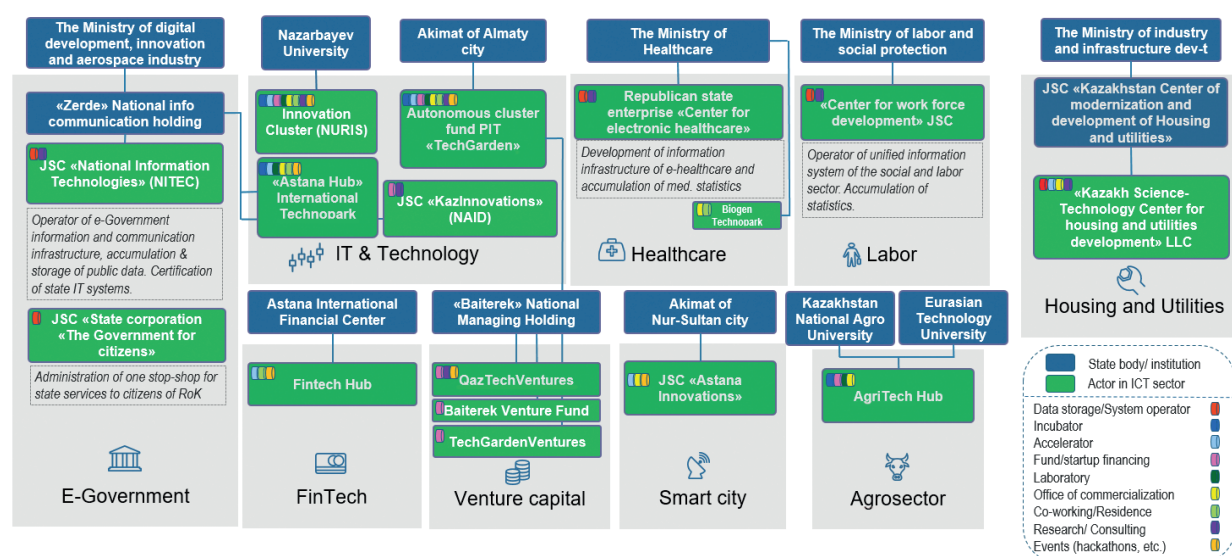 The Ministry of digital
development, innovation
and aerospace industry
«Zerde» National info
communication holding
JSC «National Information
Technologies» (NITEC)
Operator of e-Government
information and communication
infrastructure, accumulation &
storage of public data. Certification
of state IT systems.
JSC «State corporation
«The Government for
citizens»
Administration of one stop-shop for
state services to citizens of RoK
E-Government
Nazarbayev
University
Akimat of Almaty
city
Innovation
Cluster (NURIS)
Autonomous cluster
fund PIT
«TechGarden»
«Astana Hub»
International
Technopark
JSC «KazInnovations»
(NAID)
IT & Technology
The Ministry of
Healthcare
Republican state
enterprise «Center for
electronic healthcare»
Development of information
infrastructure of e-healthcare and
accumulation of med. statistics
Biogen
Technopark
Healthcare
The Ministry of labor and
social protection
«Center for work force
development» JSC
Operator of unified information
system of the social and labor
sector. Accumulation of
statistics.
Labor
The Ministry of industry
and infrastructure dev-t
JSC «Kazakhstan Center of
modernization and
development of Housing
and utilities»
«Kazakh Science-
Technology Center for
housing and utilities
development» LLC
Housing and Utilities
Astana International
Financial Center
Fintech Hub
FinTech
«Baiterek» National
Managing Holding
QazTechVentures
Baiterek Venture Fund
TechGardenVentures
Venture capital
Akimat of
Nur-Sultan city
JSC «Astana
Innovations»
Smart city
Kazakhstan
National Agro
University
Eurasian
Technology
University
AgriTech Hub
Agrosector
State body/ institution
Actor in ICT sector
Data storage/System operator
Incubator
Accelerator
Fund/startup financing
Laboratory
Office of commercialization
Co-working/Residence
Research/ Consulting
Events (hackathons, etc.)